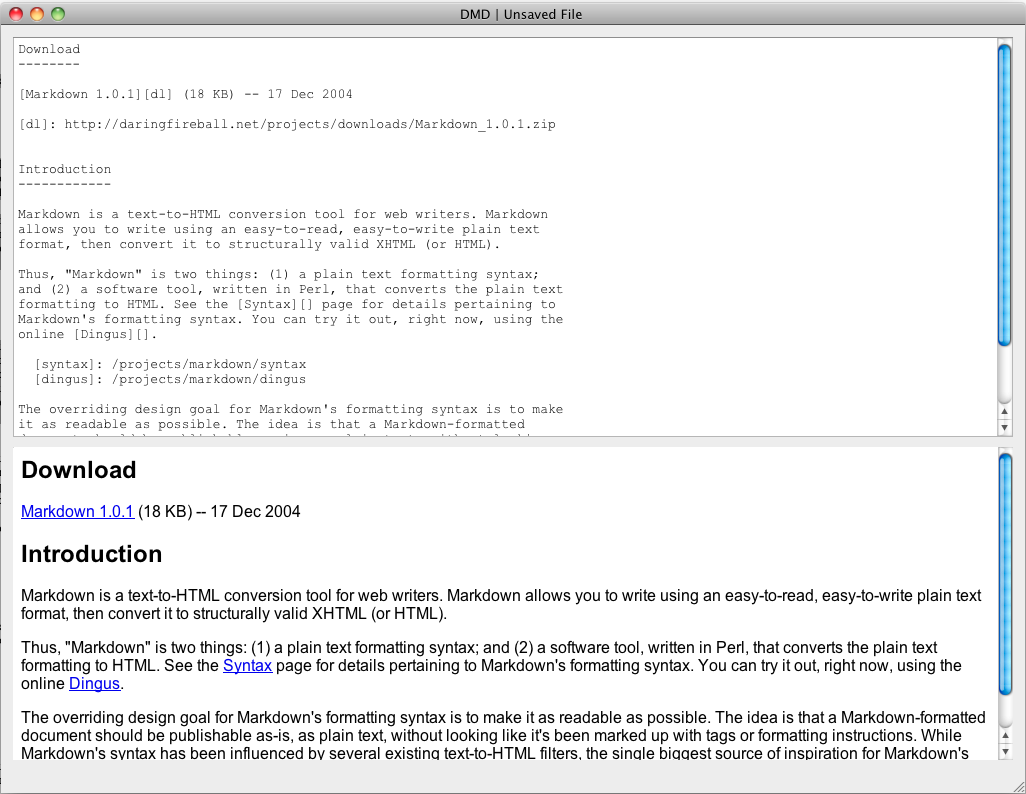 DMD | Unsaved File
Download
--------
[Markdown 1.0.1][dl] (18 KB) -- 17 Dec 2004
[dl]: http://daringfireball.net/projects/downloads/Markdown_1.0.1.zip
Introduction
------------
Markdown is a text-to-HTML conversion tool for web writers. Markdown
allows you to write using an easy-to-read, easy-to-write plain text
format, then convert it to structurally valid XHTML (or HTML).
Thus, "Markdown" is two things: (1) a plain text formatting syntax;
and (2) a software tool, written in Perl, that converts the plain text
formatting to HTML. See the [Syntax][] page for details pertaining to
Markdown's formatting syntax. You can try it out, right now, using the
online [Dingus][].
[syntax]: /projects/markdown/syntax
[dingus]: /projects/markdown/dingus
The overriding design goal for Markdown's formatting syntax is to make
it as readable as possible. The idea is that a Markdown-formatted
Download
Markdown 1.0.1 (18 KB) -- 17 Dec 2004
Introduction
Markdown is a text-to-HTML conversion tool for web writers. Markdown allows you to write using an easy-to-read, easy-to-write plain text
format, then convert it to structurally valid XHTML (or HTML).
Thus, "Markdown" is two things: (1) a plain text formatting syntax; and (2) a software tool, written in Perl, that converts the plain text
formatting to HTML. See the Syntax page for details pertaining to Markdown's formatting syntax. You can try it out, right now, using the
online Dingus.
The overriding design goal for Markdown's formatting syntax is to make it as readable as possible. The idea is that a Markdown-formatted
document should be publishable as-is, as plain text, without looking like it's been marked up with tags or formatting instructions. While
Markdown's syntax has been influenced by several existing text-to-HTML filters, the single biggest source of inspiration for Markdown's